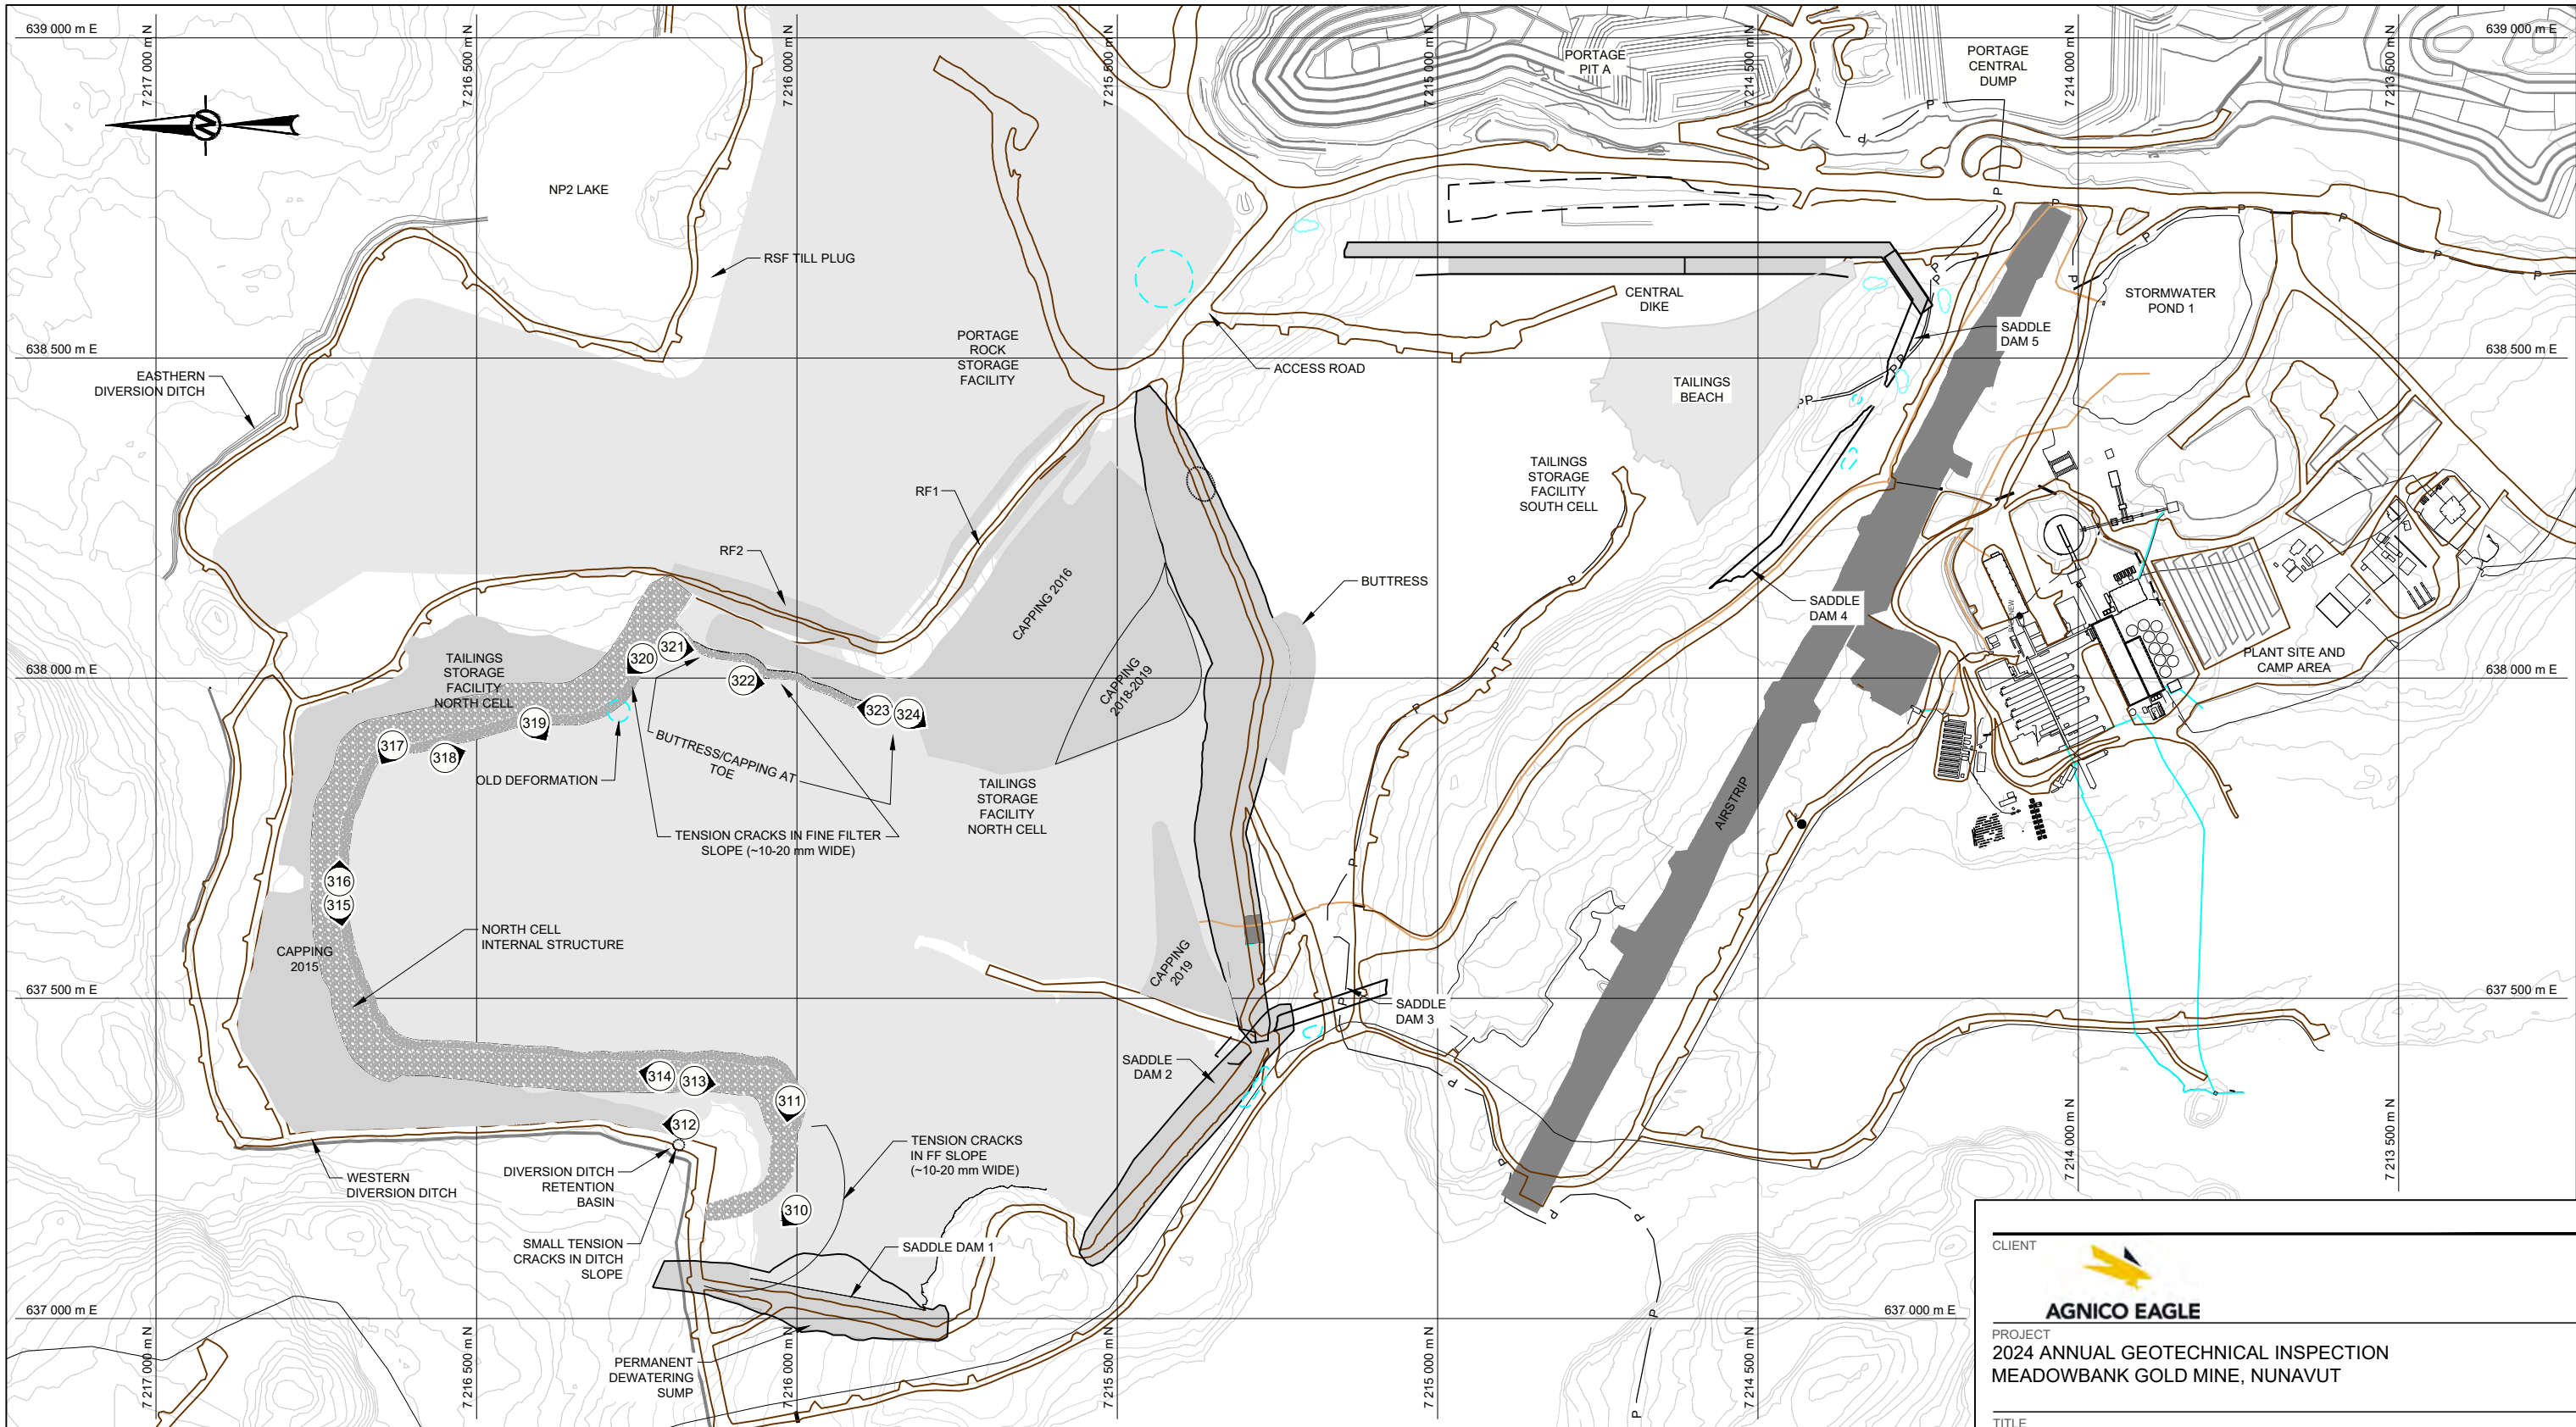 639 000 m E
7 217 000 m N
7 216 500 m N
7 216 000 m N
7 215 500 m N
7 215 000 m N
7 214 500 m N
7 214 000 m N
7 213 500 m N
639 000 m E
PORTAGE
PIT A
PORTAGE
CENTRAL
DUMP
N
NP2 LAKE
RSF TILL PLUG
CENTRAL
DIKE
STORMWATER
POND 1
SADDLE
DAM 5
638 500 m E
638 500 m E
PORTAGE
ROCK
STORAGE
FACILITY
ACCESS ROAD
EASTHERN
DIVERSION DITCH
TAILINGS
BEACH
TAILINGS
STORAGE
FACILITY
SOUTH CELL
RF1
RF2
CAPPING 2016
BUTTRESS
SADDLE
DAM 4
PLANT SITE AND
CAMP AREA
638 000 m E
638 000 m E
TAILINGS
STORAGE
FACILITY
NORTH CELL
320
321
322
323
324
CAPPING
2018-2019
319
317
318
OLD DEFORMATION
BUTTRESS/CAPPING AT
TOE
TAILINGS
STORAGE
FACILITY
NORTH CELL
TENSION CRACKS IN FINE FILTER
SLOPE (~10-20 mm WIDE)
AIRSTRIP
316
315
NORTH CELL
INTERNAL STRUCTURE
CAPPING
2015
CAPPING
2019
637 500 m E
637 500 m E
SADDLE
DAM 3
SADDLE
DAM 2
314
313
311
312
TENSION CRACKS
IN FF SLOPE
(~10-20 mm WIDE)
WESTERN
DIVERSION DITCH
DIVERSION DITCH
RETENTION
BASIN
310
SMALL TENSION
CRACKS IN DITCH
SLOPE
SADDLE DAM 1
637 000 m E
637 000 m E
PERMANENT
DEWATERING
SUMP
7 217 000 m N
7 216 500 m N
7 216 000 m N
7 215 500 m N
7 215 000 m N
7 214 500 m N
7 214 000 m N
7 213 500 m N
CLIENT
AGNICO EAGLE
PROJECT
2024 ANNUAL GEOTECHNICAL INSPECTION
MEADOWBANK GOLD MINE, NUNAVUT
TITLE